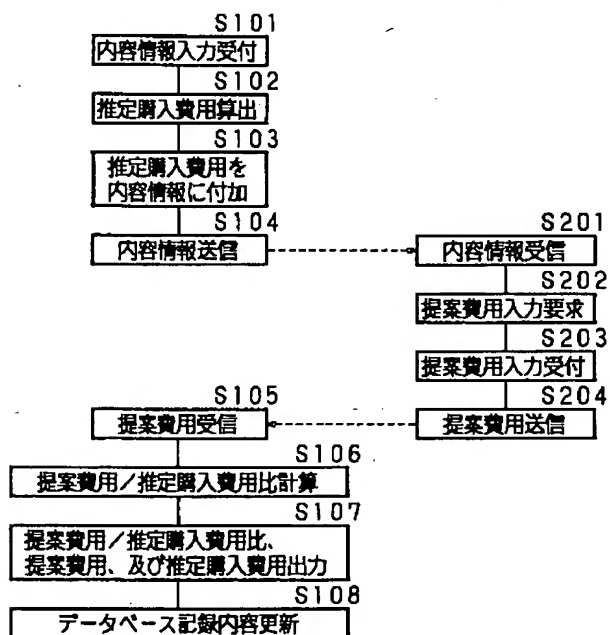 S101
内容情報入力受付
S102
推定購入費用算出
S103
推定購入費用を
内容情報に付加
S104
内容情報送信
S201
内容情報受信
S202
提案費用入力要求
S203
提案費用入力受付
S204
提案費用送信
S105
提案費用受信
S106
提案費用／推定購入費用比計算
S107
提案費用／推定購入費用比、
提案費用、及び推定購入費用出力
S108
データベース記録内容更新